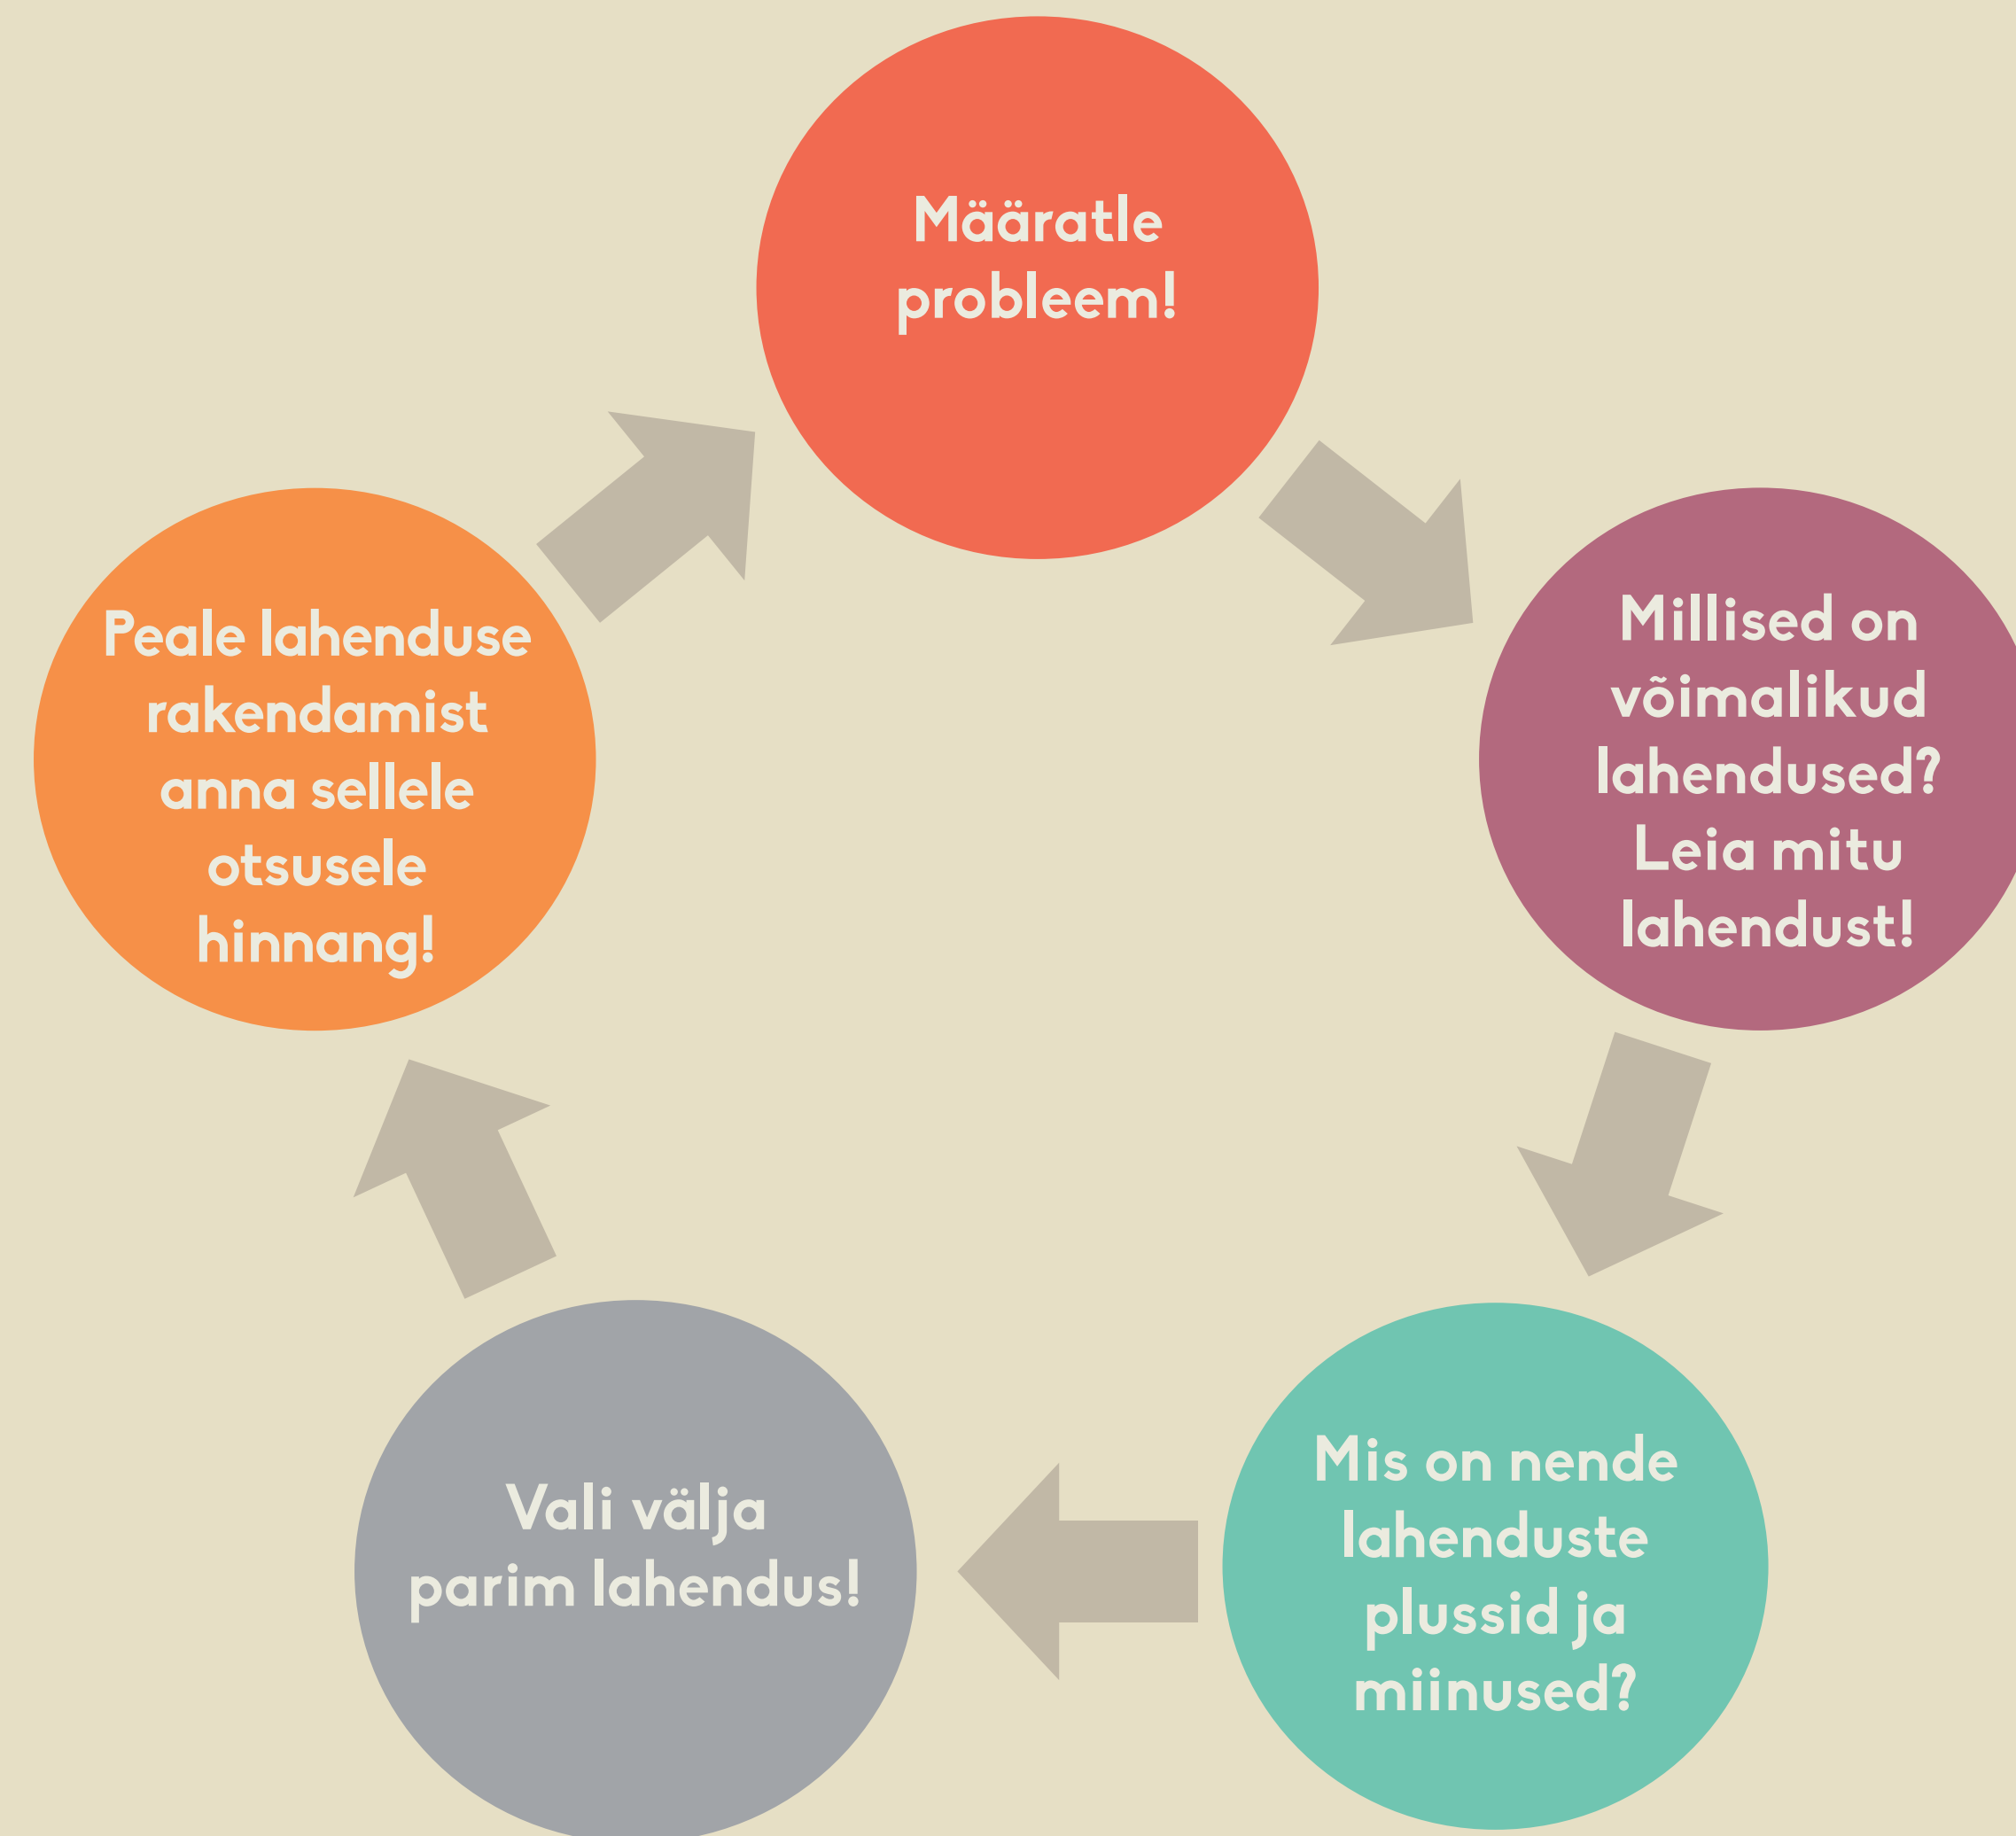 Määratle
probleem!
Millised on
võimalikud
lahendused?
Leia mitu
lahendust!
Mis on nende
lahenduste
plussid ja
miinused?
Vali välja
parim lahendus!
Peale lahenduse
rakendamist
anna sellele
otsusele
hinnang!